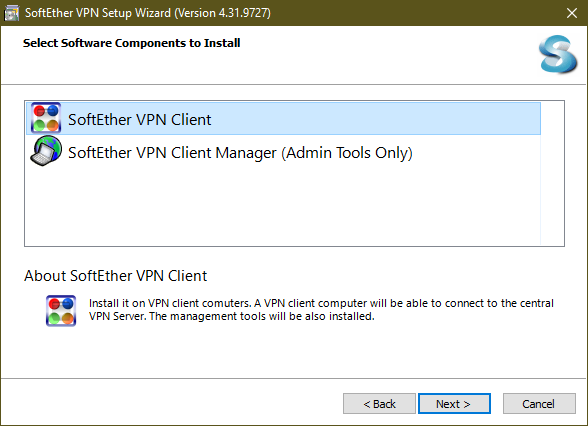 SoftEther VPN Setup Wizard (Version 4.31.9727)
Select Software Components to Install
SoftEther VPN Client
SoftEther VPN Client Manager (Admin Tools Only)
About SoftEther VPN Client
Install it on VPN client comuters. A VPN client computer will be able to connect to the central
VPN Server. The management tools will be also installed.
< Back Next > Cancel